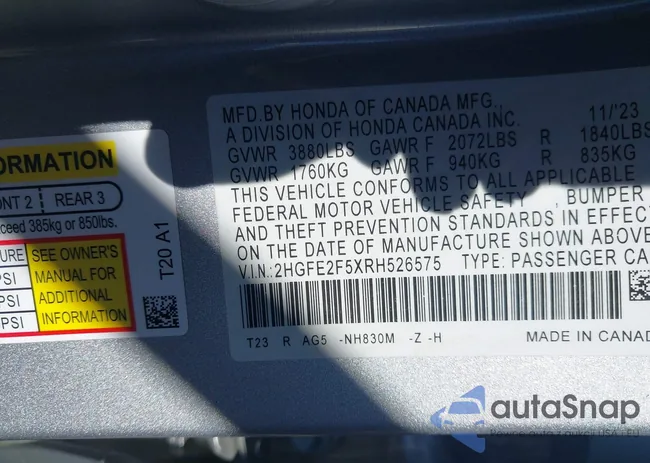 ORMATION
ONT 2 REAR 3
ceed 385kg or 850lbs.
URE SEE OWNER'S
PSI MANUAL FOR
PSI ADDITIONAL
PSI INFORMATION
T20 A1
MFD.BY HONDA OF CANADA MFG., 11/'23
A DIVISION OF HONDA CANADA INC.
GVWR 3880LBS GAWR F 2072LBS R 1840LBS
GVWR 1760KG GAWR F 940KG R 835KG
THIS VEHICLE CONFORMS TO ALL APPLICABLE
FEDERAL MOTOR VEHICLE SAFETY , BUMPER
AND THEFT PREVENTION STANDARDS IN EFFECT
ON THE DATE OF MANUFACTURE SHOWN ABOVE
V.I.N.:2HGFE2F5XRH526575 TYPE: PASSENGER CA
T23 R AG5 -NH830M -Z -H MADE IN CANAD
autoSnap